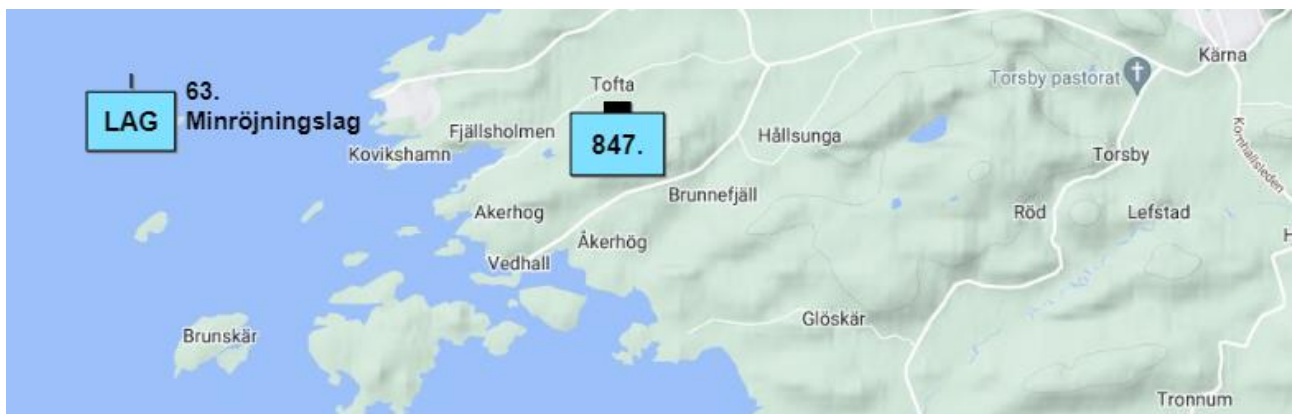 Kärna
Torsby pastorat
Tofta
63.
LAG
Minröjningslag
Fjällsholmen
847.
Hållsunga
Kornhallsleden
Kovikshamn
Torsby
Brunnefjäll
Akerhog
Röd
Lefstad
Åkerhög
H
Vedhall
Glöskär
Brunskär
Tronnum